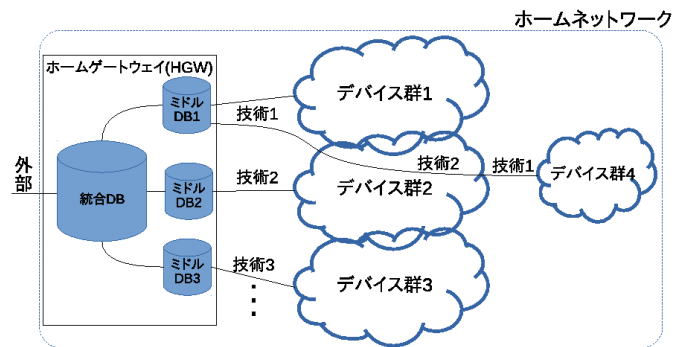 ホームネットワーク
ホームゲートウェイ(HGW)
ミドル
DB1
技術1
デバイス群1
外部
統合DB
ミドル
DB2
技術2
デバイス群2
技術2
技術1
デバイス群4
ミドル
DB3
技術3
デバイス群3